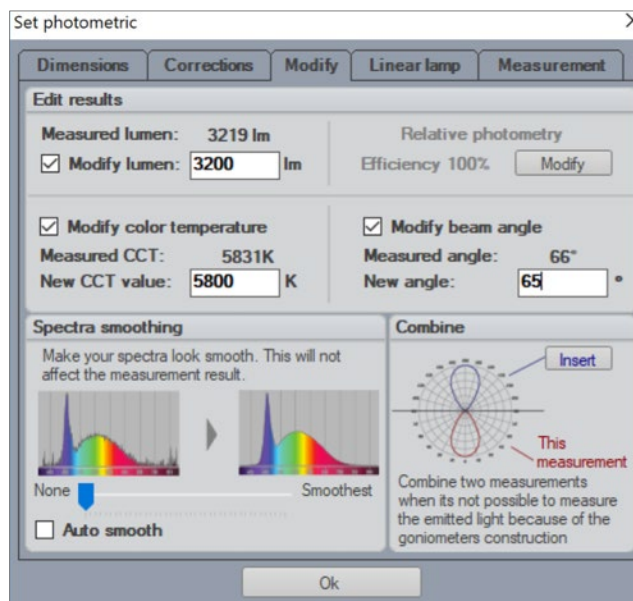 Set photometric
Dimensions
Corrections
Modify
Linear lamp
Measurement
Edit results
Measured lumen: 3219 lm
Modify lumen: 3200 lm
Relative photometry
Efficiency 100% Modify
Modify color temperature
Measured CCT: 5831K
New CCT value: 5800 K
Modify beam angle
Measured angle: 66°
New angle: 65 °
Spectra smoothing
Make your spectra look smooth. This will not
affect the measurement result.
None
Smoothest
Auto smooth
Combine
Insert
This
measurement
Combine two measurements
when its not possible to measure
the emitted light because of the
goniometers construction
Ok